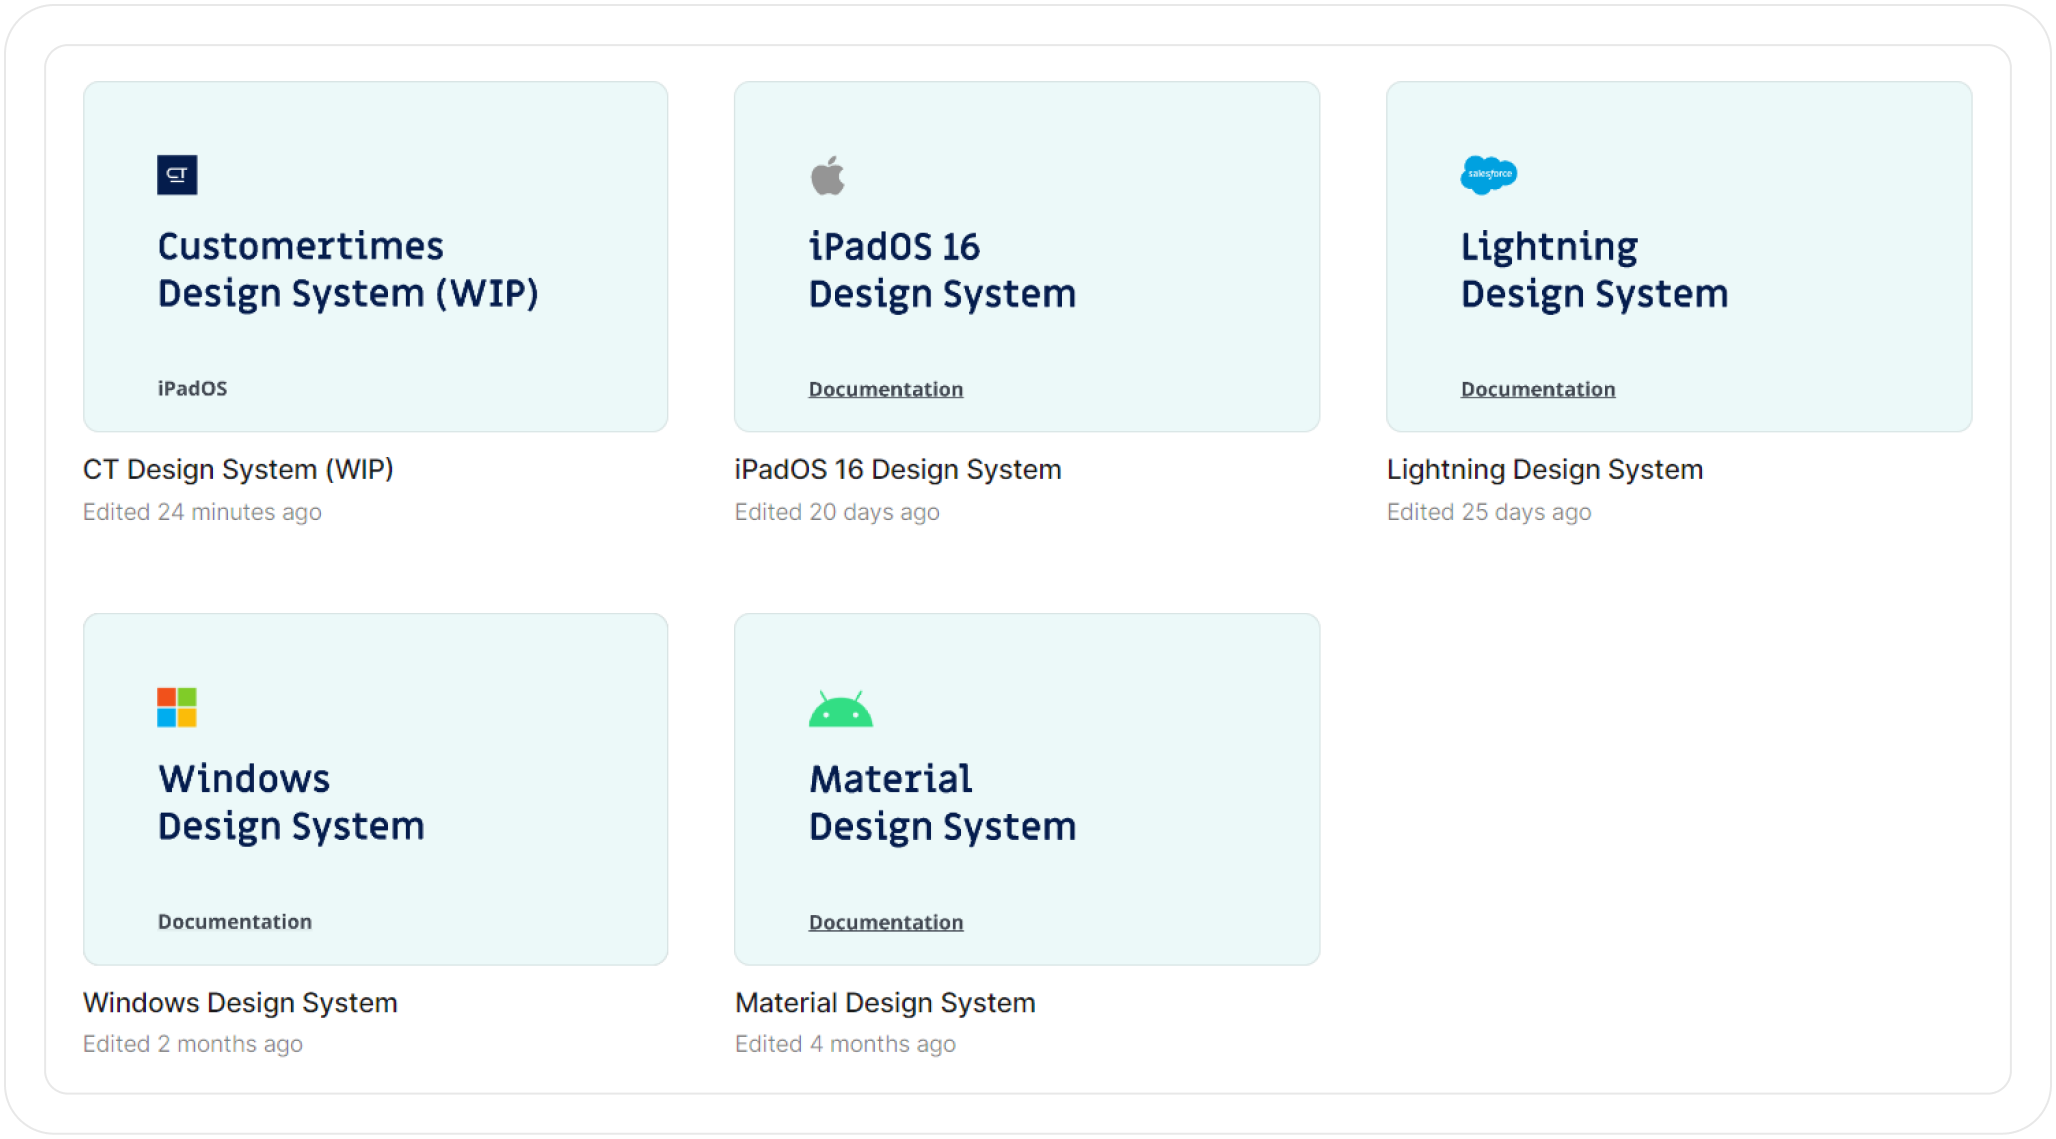 CT
Customertimes
Design System (WIP)
iPadOS
CT Design System (WIP)
Edited 24 minutes ago
iPadOS 16
Design System
Documentation
iPadOS 16 Design System
Edited 20 days ago
salesforce
Lightning
Design System
Documentation
Lightning Design System
Edited 25 days ago
Windows
Design System
Documentation
Windows Design System
Edited 2 months ago
Material
Design System
Documentation
Material Design System
Edited 4 months ago